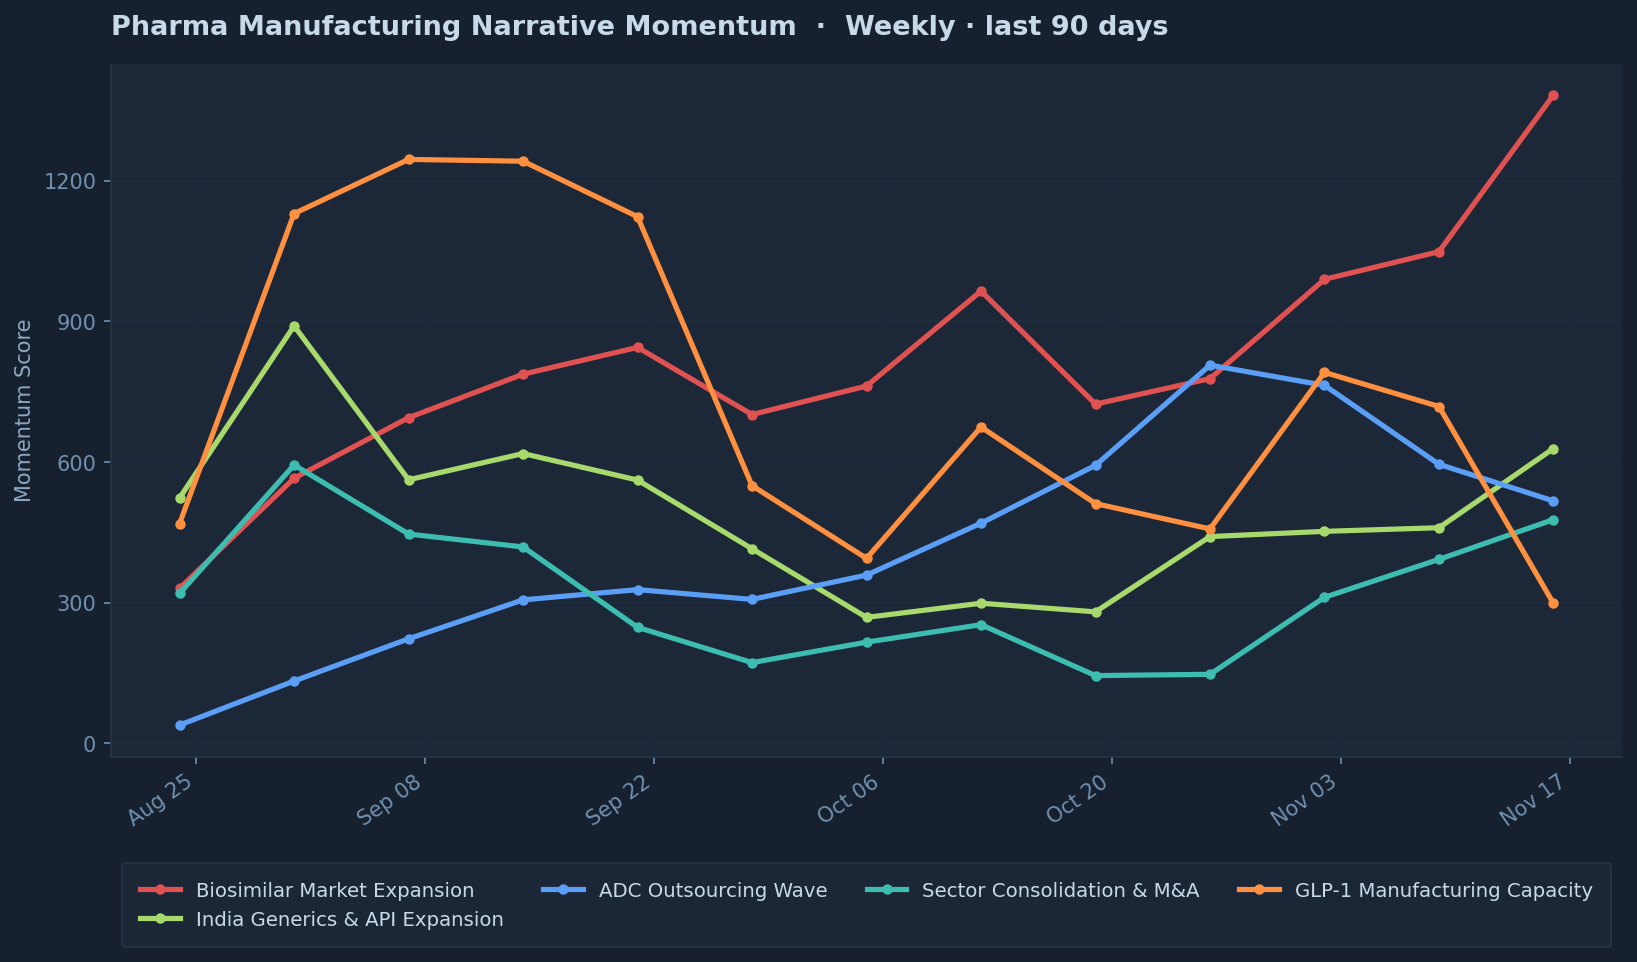 Pharma Manufacturing Narrative Momentum · Weekly · last 90 days
Momentum Score
1200
900
600
300
0
Aug 25
Sep 08
Sep 22
Oct 06
Oct 20
Nov 03
Nov 17
Biosimilar Market Expansion
ADC Outsourcing Wave
Sector Consolidation & M&A
GLP-1 Manufacturing Capacity
India Generics & API Expansion